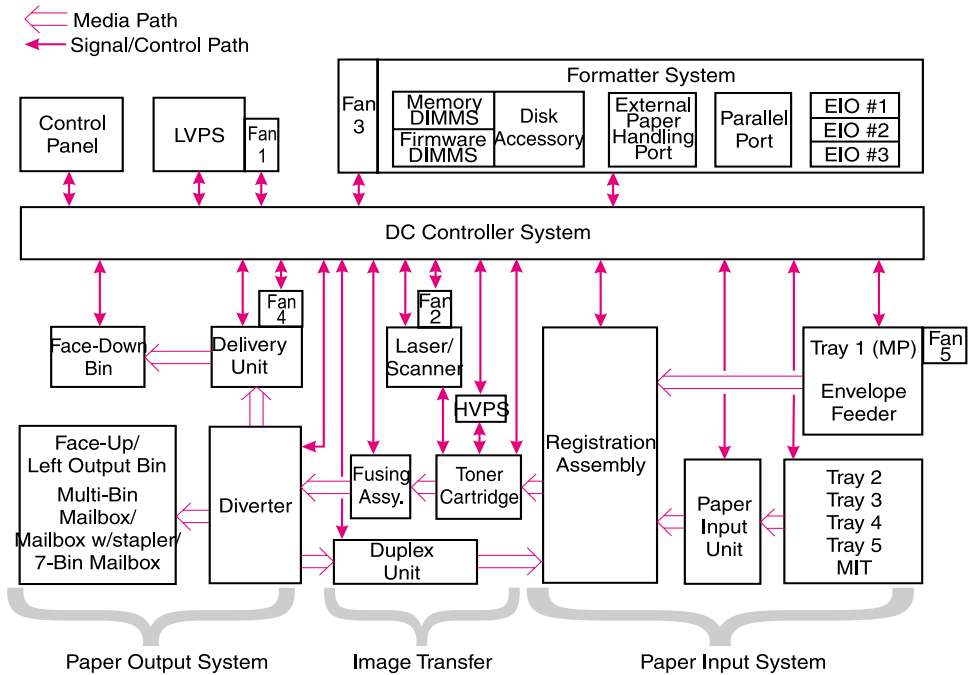 Media Path
Signal/Control Path
Control
Panel
LVPS
Fan
1
Fan
3
Formatter System
Memory
DIMMS
Firmware
DIMMS
Disk
Accessory
External
Paper
Handling
Port
Parallel
Port
EIO #1
EIO #2
EIO #3
DC Controller System
Face-Down
Bin
Delivery
Unit
Fan
4
Laser/
Scanner
Fan
2
HVPS
Registration
Assembly
Tray 1 (MP)
Envelope
Feeder
Fan
5
Face-Up/
Left Output Bin
Multi-Bin
Mailbox/
Mailbox w/stapler/
7-Bin Mailbox
Diverter
Fusing
Assy.
Toner
Cartridge
Duplex
Unit
Paper
Input
Unit
Tray 2
Tray 3
Tray 4
Tray 5
MIT
Paper Output System
Image Transfer
Paper Input System